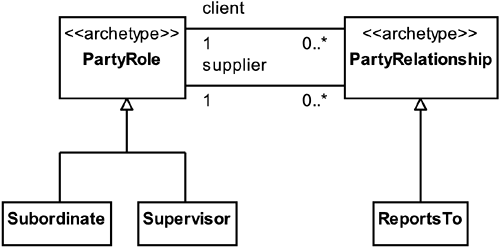 client
<<archetype>>
PartyRole
1
0..*
supplier
1
0..*
<<archetype>>
PartyRelationship
Subordinate
Supervisor
ReportsTo